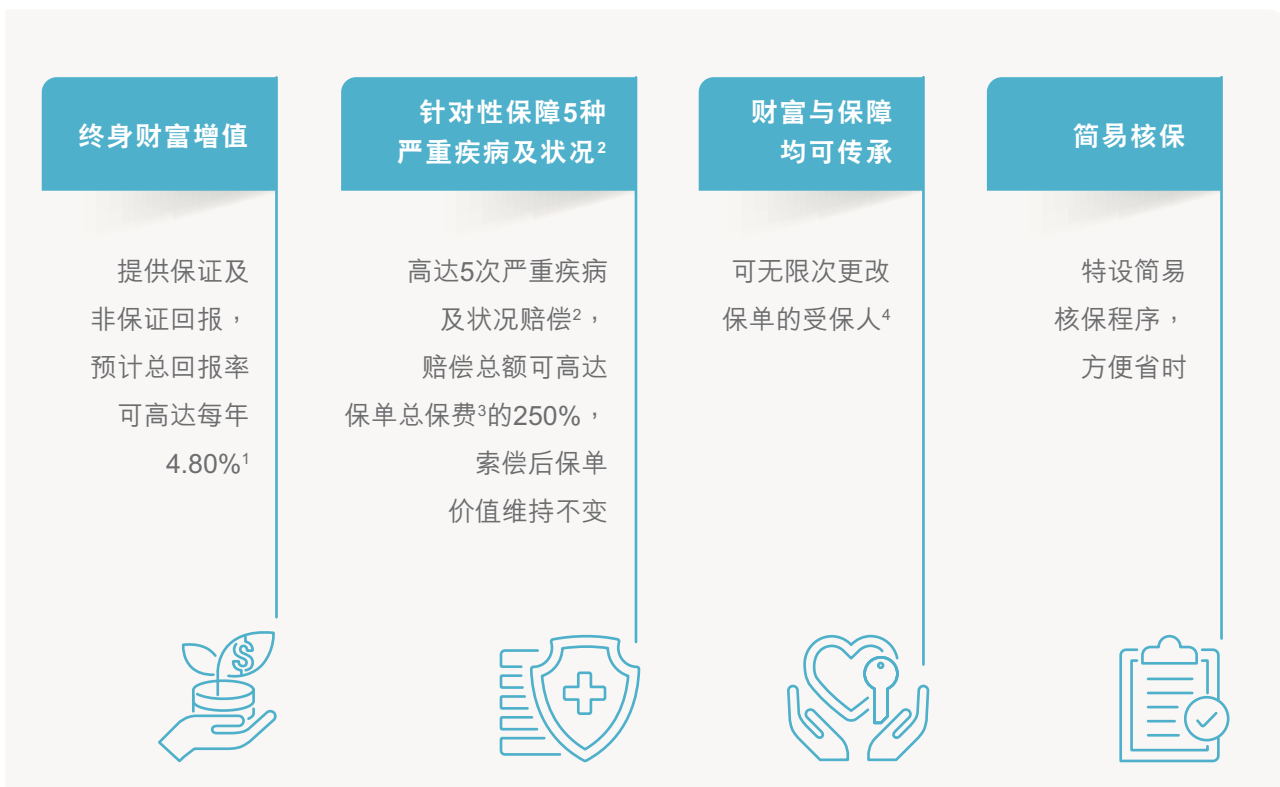 终身财富增值
提供保证及
非保证回报，
预计总回报率
可高达每年
4.80%¹
针对性保障5种
严重疾病及状况²
高达5次严重疾病
及状况赔偿²，
赔偿总额可高达
保单总保费³的250%，
索偿后保单
价值维持不变
财富与保障
均可传承
可无限次更改
保单的受保人⁴
简易核保
特设简易
核保程序，
方便省时
$